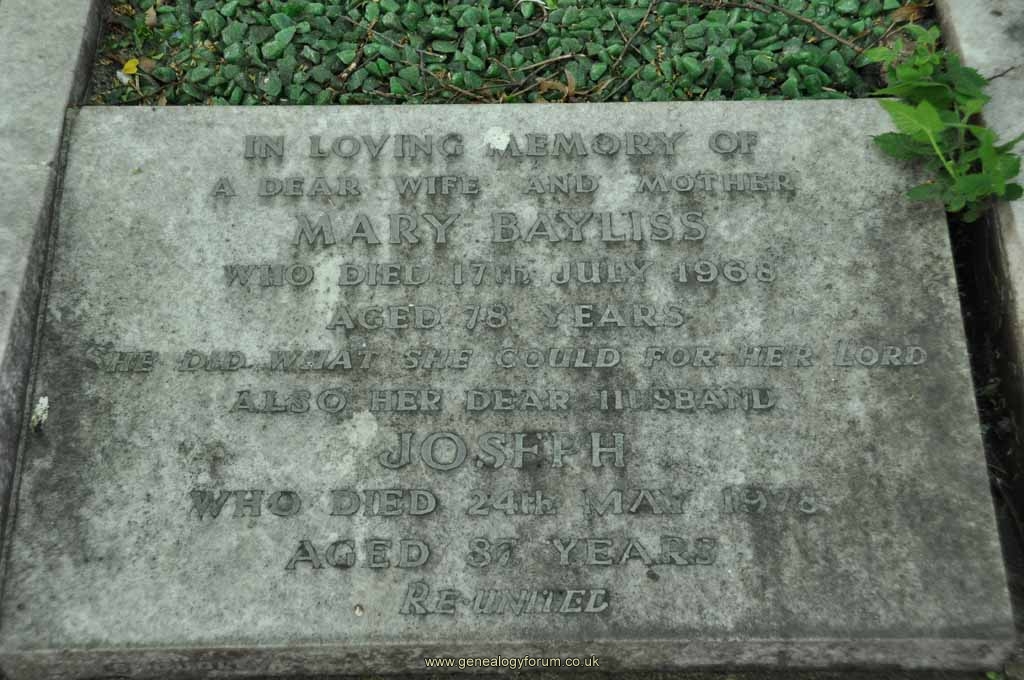 IN LOVING MEMORY OF
A DEAR WIFE AND MOTHER
MARY BAYLISS
WHO DIED 17TH JULY 1968
AGED 78 YEARS
SHE DID WHAT SHE COULD FOR HER LORD
ALSO HER DEAR HUSBAND
JOSEPH
WHO DIED 24TH MAY 1978
AGED 87 YEARS
RE-UNITED
www.genealogyforum.co.uk